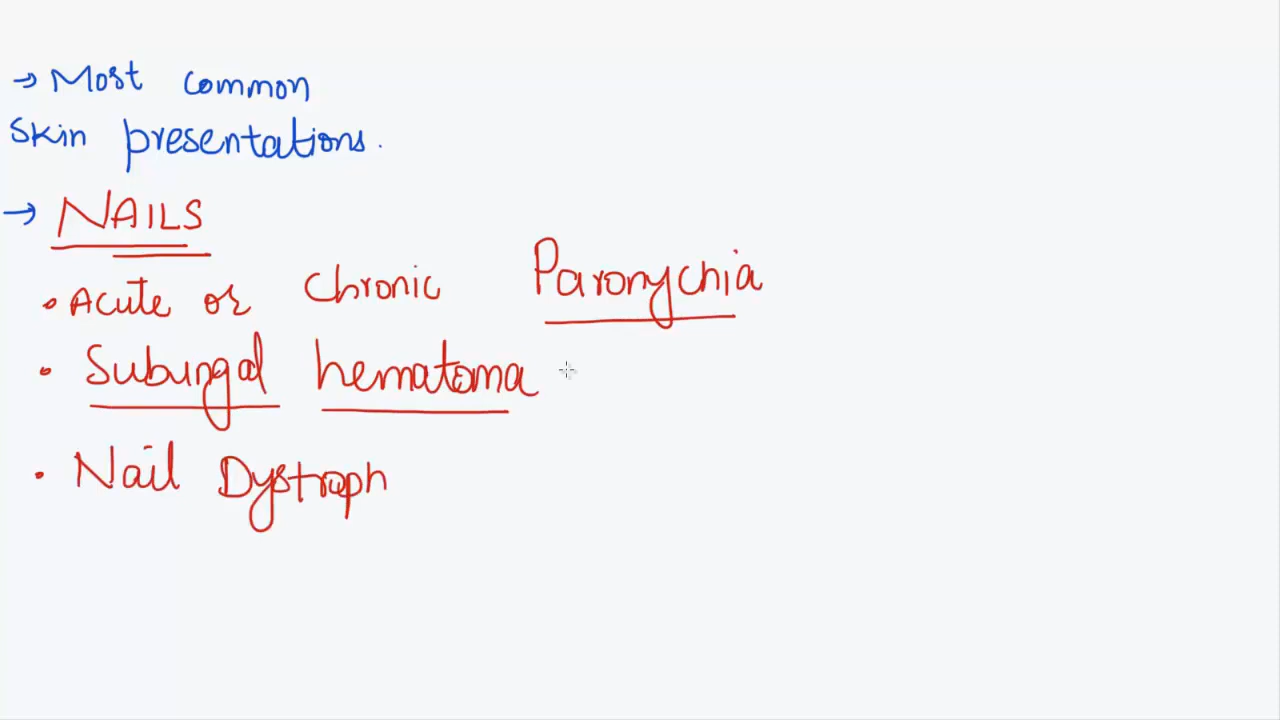 → Most common
Skin presentations.
→ NAILS
• Acute or Chronic Paronychia
• Subungal hematoma
• Nail Dystroph